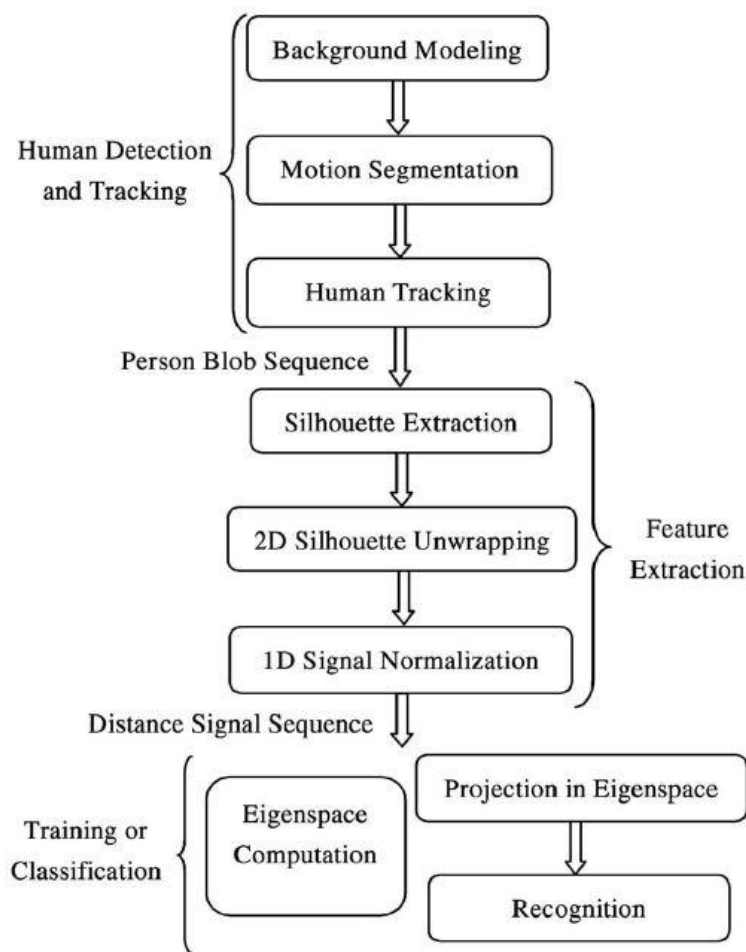 Background Modeling
Human Detection
and Tracking
Motion Segmentation
Human Tracking
Person Blob Sequence
Silhouette Extraction
2D Silhouette Unwrapping
Feature
Extraction
1D Signal Normalization
Distance Signal Sequence
Training or
Classification
Eigenspace
Computation
Projection in Eigenspace
Recognition